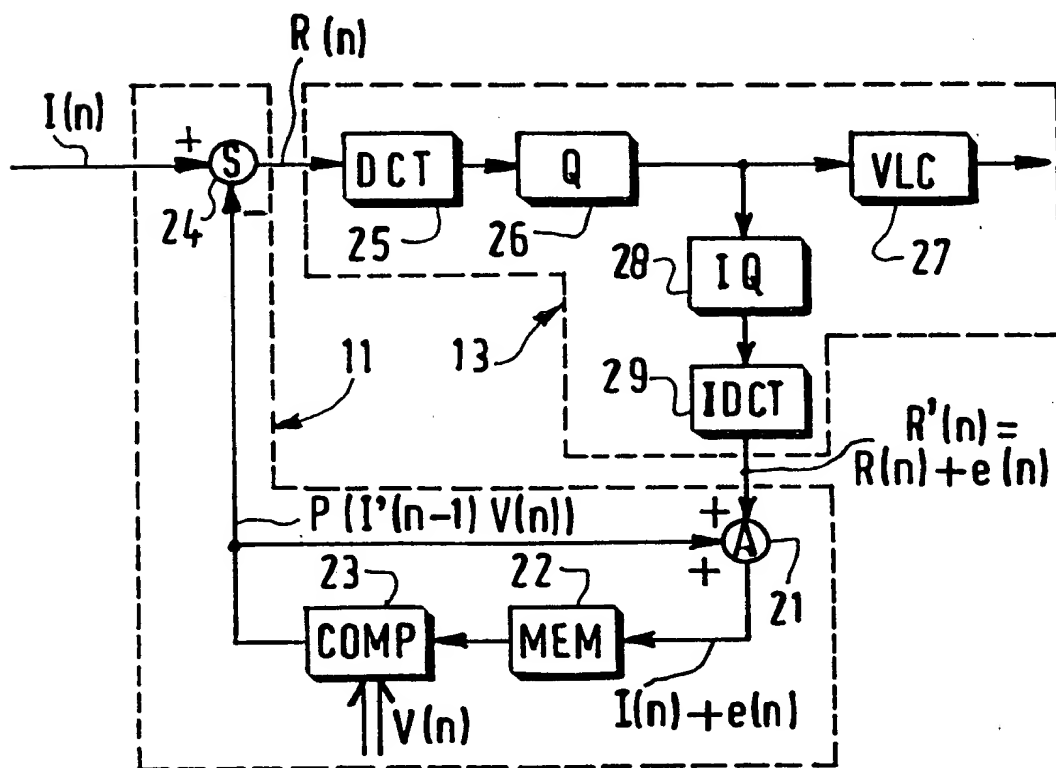 R(n)
I(n)
+
S
-
24
DCT
25
Q
26
VLC
27
28
IQ
29
IDCT
11
13
R'(n)=
R(n)+e(n)
P(I'(n-1) V(n))
+
+
A
21
23
COMP
22
MEM
I(n)+e(n)
V(n)